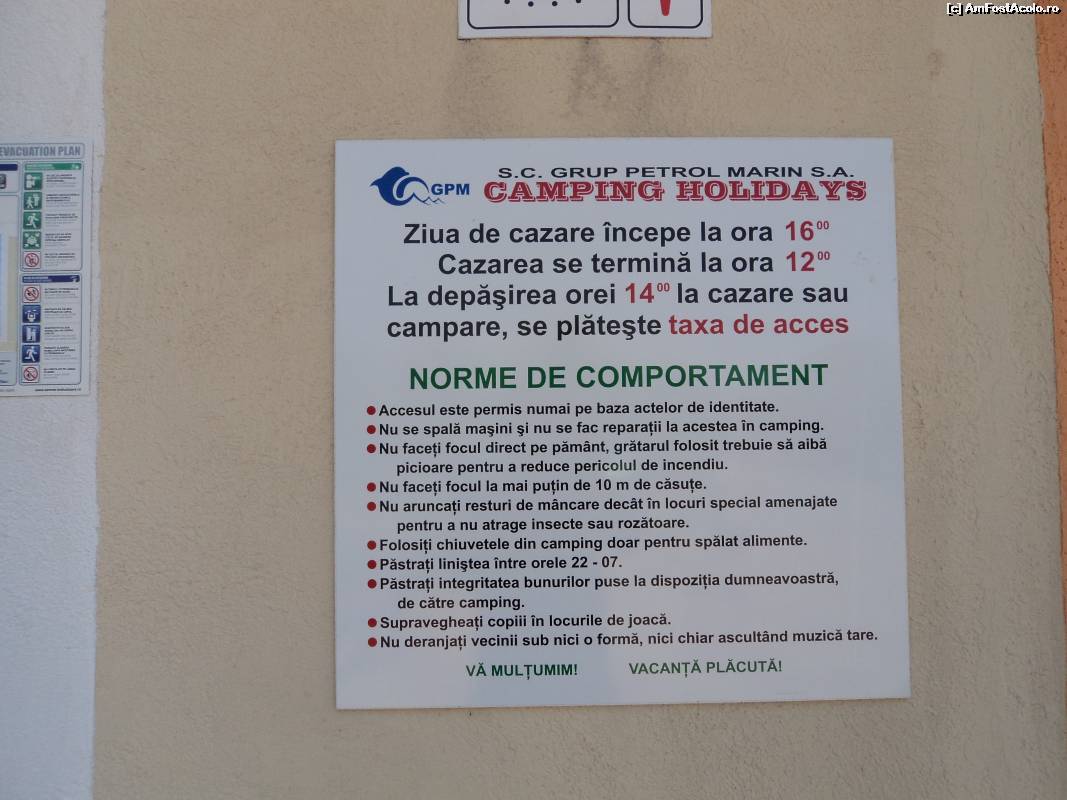 [c] AmFostAcolo.ro
EVACUATION PLAN
S.C. GRUP PETROL MARIN S.A.
GPM
CAMPING HOLIDAYS
Ziua de cazare începe la ora 16⁰⁰
Cazarea se termină la ora 12⁰⁰
La depăşirea orei 14⁰⁰ la cazare sau
campare, se plăteşte taxa de acces
NORME DE COMPORTAMENT
● Accesul este permis numai pe baza actelor de identitate.
● Nu se spală maşini şi nu se fac reparații la acestea în camping.
● Nu faceți focul direct pe pământ, grătarul folosit trebuie să aibă
picioare pentru a reduce pericolul de incendiu.
● Nu faceți focul la mai puțin de 10 m de căsuțe.
● Nu aruncați resturi de mâncare decât în locuri special amenajate
pentru a nu atrage insecte sau rozătoare.
● Folosiți chiuvetele din camping doar pentru spălat alimente.
● Păstrați liniştea între orele 22 - 07.
● Păstrați integritatea bunurilor puse la dispoziția dumneavoastră,
de către camping.
● Supravegheați copiii în locurile de joacă.
● Nu deranjați vecinii sub nici o formă, nici chiar ascultând muzică tare.
VĂ MULȚUMIM! VACANȚĂ PLĂCUTĂ!